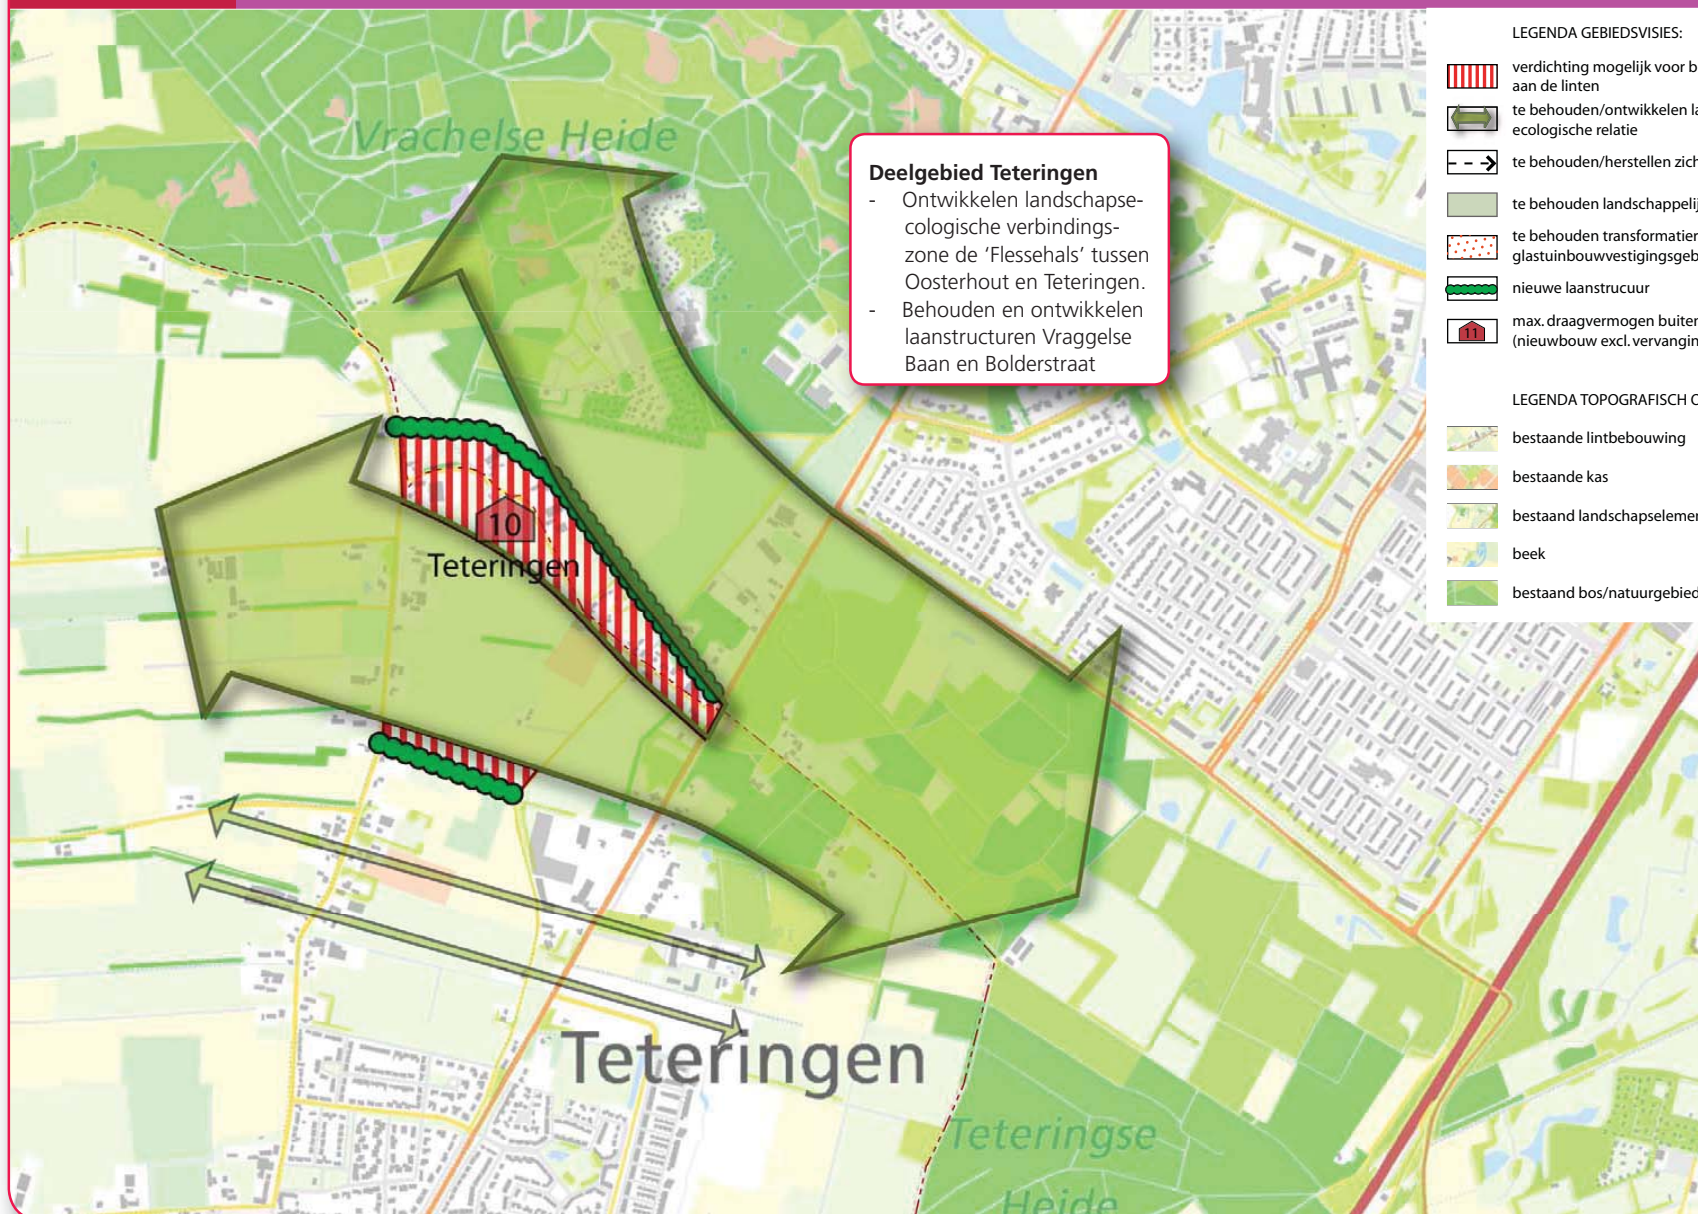 Vrachelse Heide
Deelgebied Teteringen
- Ontwikkelen landschapse-
cologische verbindings-
zone de ‘Flessehals’ tussen
Oosterhout en Teteringen.
- Behouden en ontwikkelen
laanstructuren Vraggelse
Baan en Bolderstraat
10
Teteringen
Teteringen
Teteringse
Heide
LEGENDA GEBIEDSVISIES:
verdichting mogelijk voor b
aan de linten
te behouden/ontwikkelen la
ecologische relatie
te behouden/herstellen zich
te behouden landschappelij
te behouden transformatier
glastuinbouwvestigingsgeb
nieuwe laanstrucuur
11
max. draagvermogen buiten
(nieuwbouw excl. vervangin
LEGENDA TOPOGRAFISCH O
bestaande lintbebouwing
bestaande kas
bestaand landschapselemen
beek
bestaand bos/natuurgebied